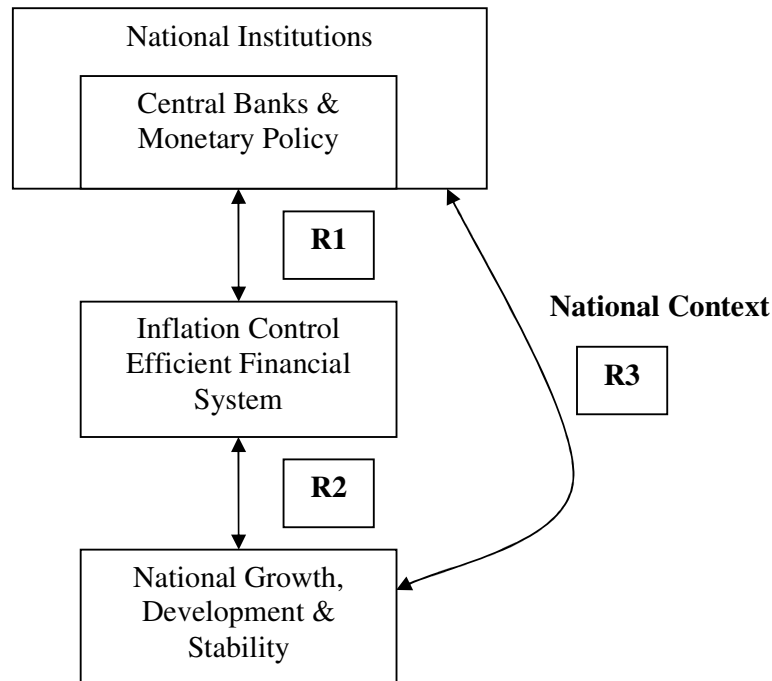 National Institutions
Central Banks &
Monetary Policy
R1
Inflation Control
Efficient Financial
System
National Context
R3
R2
National Growth,
Development &
Stability